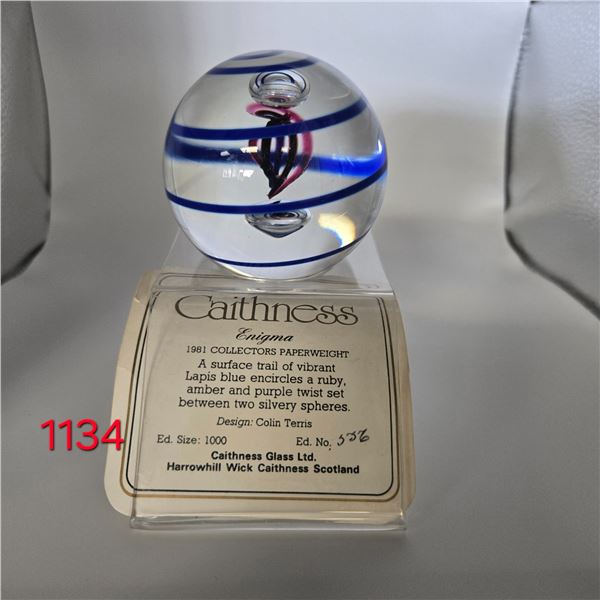 Caithness
Enigma
1981 COLLECTORS PAPERWEIGHT
A surface trail of vibrant
Lapis blue encircles a ruby,
amber and purple twist set
between two silvery spheres.
Design: Colin Terris
1134
Ed. Size: 1000 Ed. No. 556
Caithness Glass Ltd.
Harrowhill Wick Caithness Scotland